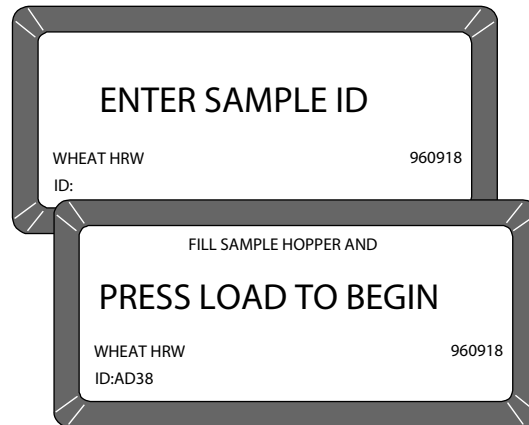 ENTER SAMPLE ID
WHEAT HRW 960918
ID:
FILL SAMPLE HOPPER AND
PRESS LOAD TO BEGIN
WHEAT HRW 960918
ID:AD38